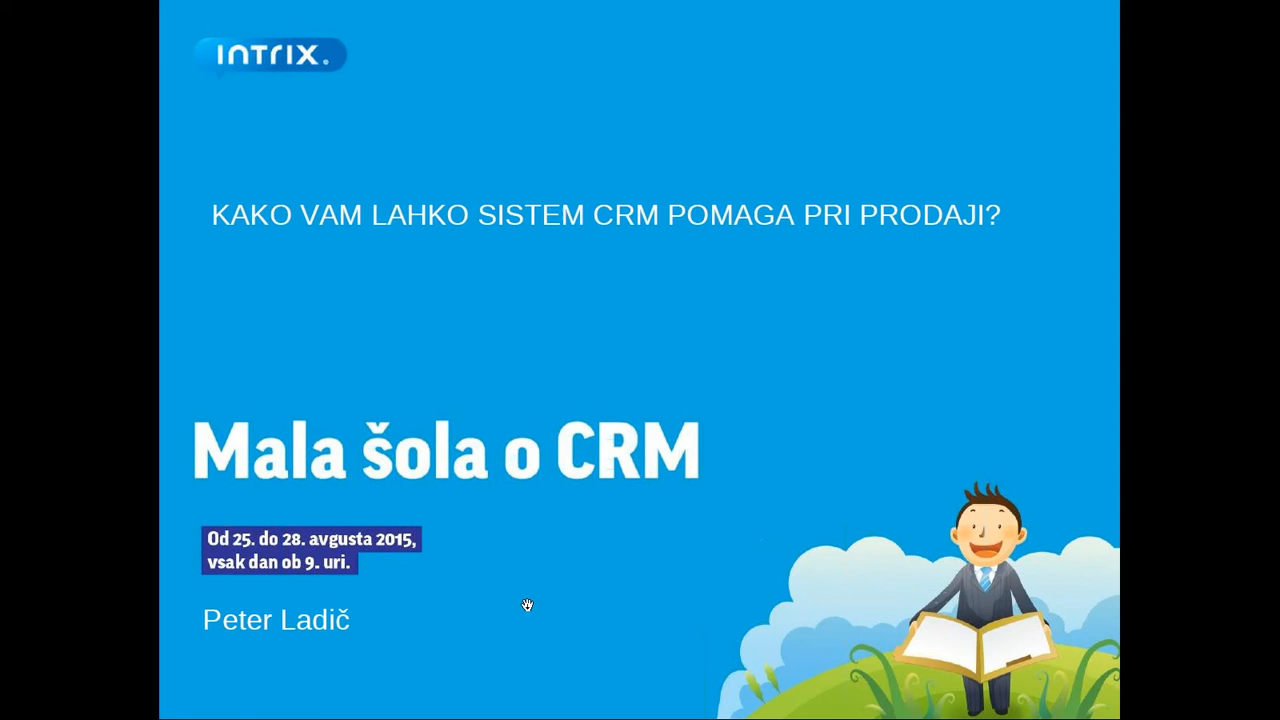 INTRIX.
KAKO VAM LAHKO SISTEM CRM POMAGA PRI PRODAJI?
Mala šola o CRM
Od 25. do 28. avgusta 2015,
vsak dan ob 9. uri.
Peter Ladič